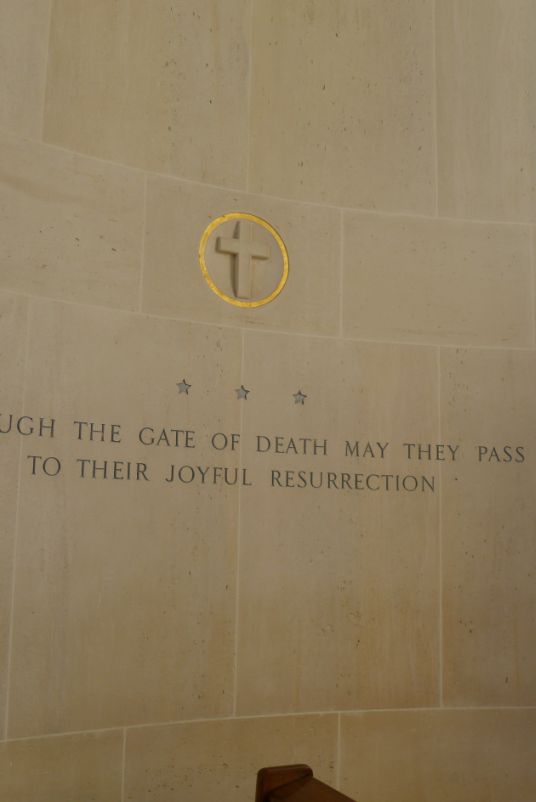 UGH THE GATE OF DEATH MAY THEY PASS
TO THEIR JOYFUL RESURRECTION